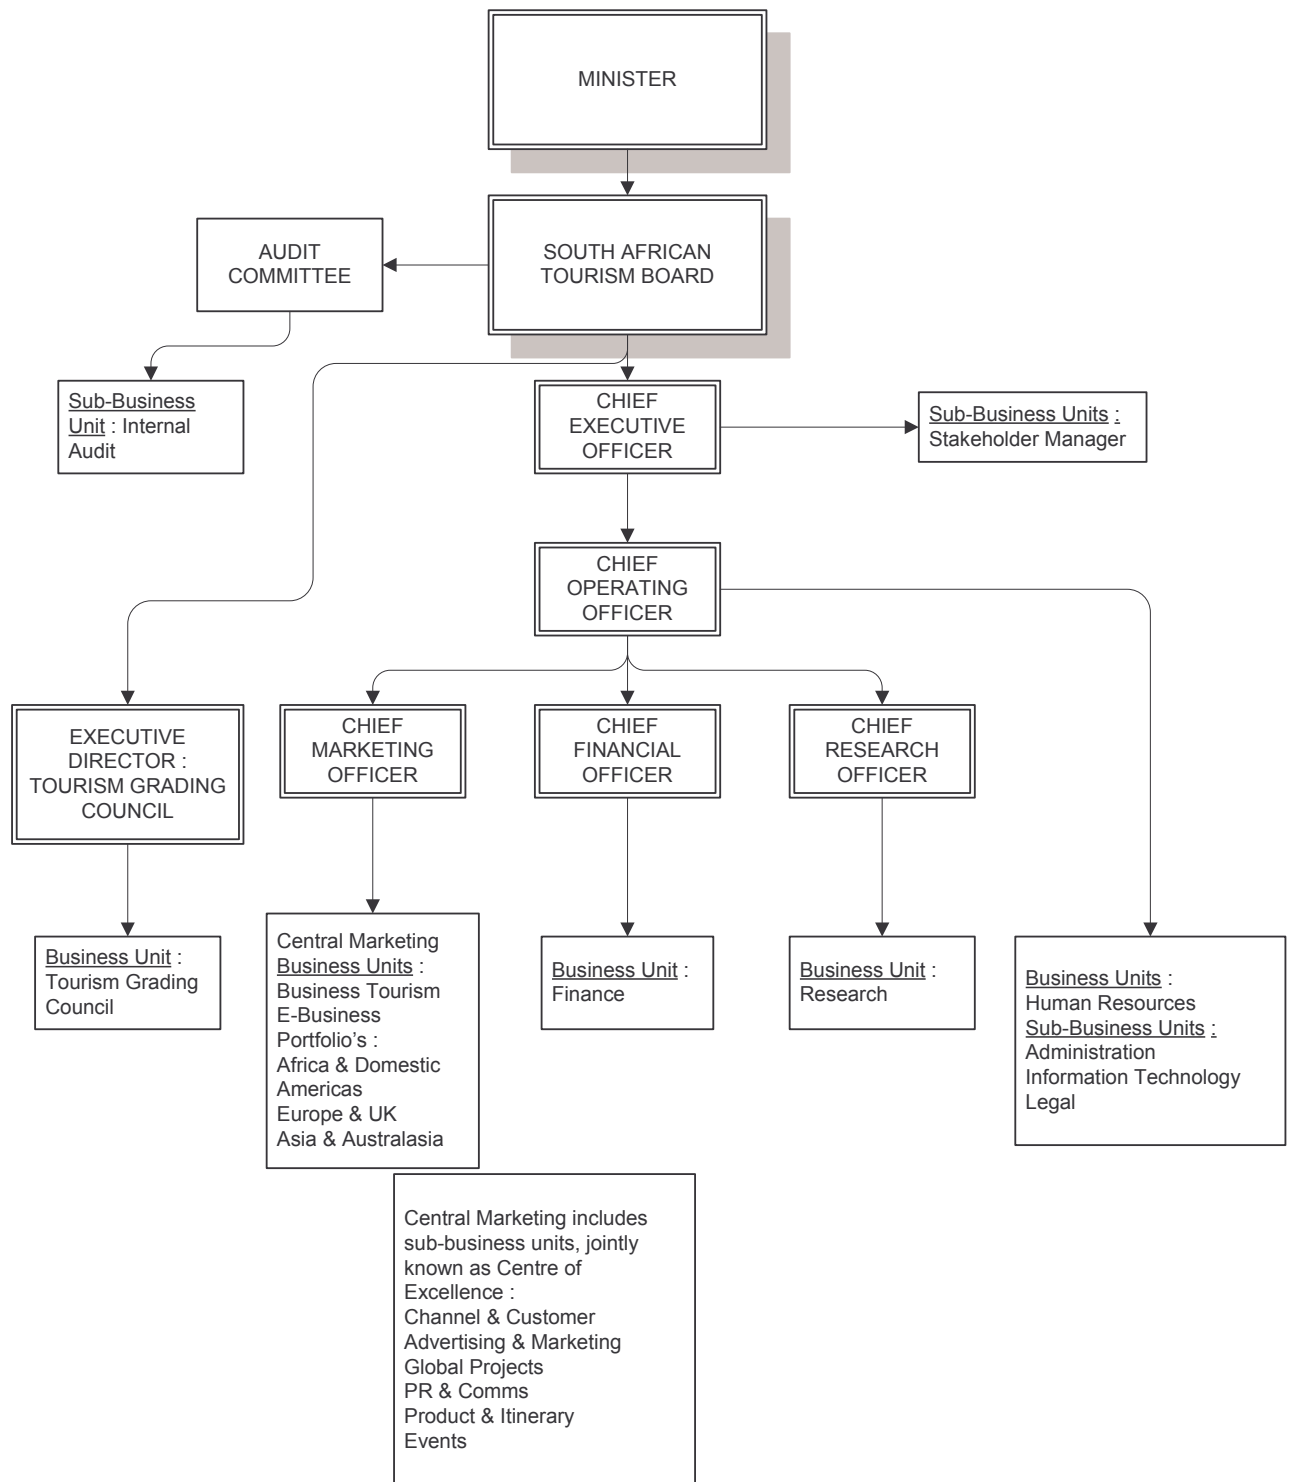 MINISTER
AUDIT
COMMITTEE
SOUTH AFRICAN
TOURISM BOARD
Sub-Business
Unit : Internal
Audit
CHIEF
EXECUTIVE
OFFICER
Sub-Business Units :
Stakeholder Manager
CHIEF
OPERATING
OFFICER
EXECUTIVE
DIRECTOR :
TOURISM GRADING
COUNCIL
CHIEF
MARKETING
OFFICER
CHIEF
FINANCIAL
OFFICER
CHIEF
RESEARCH
OFFICER
Business Unit :
Tourism Grading
Council
Central Marketing
Business Units :
Business Tourism
E-Business
Portfolio’s :
Africa & Domestic
Americas
Europe & UK
Asia & Australasia
Business Unit :
Finance
Business Unit :
Research
Business Units :
Human Resources
Sub-Business Units :
Administration
Information Technology
Legal
Central Marketing includes
sub-business units, jointly
known as Centre of
Excellence :
Channel & Customer
Advertising & Marketing
Global Projects
PR & Comms
Product & Itinerary
Events